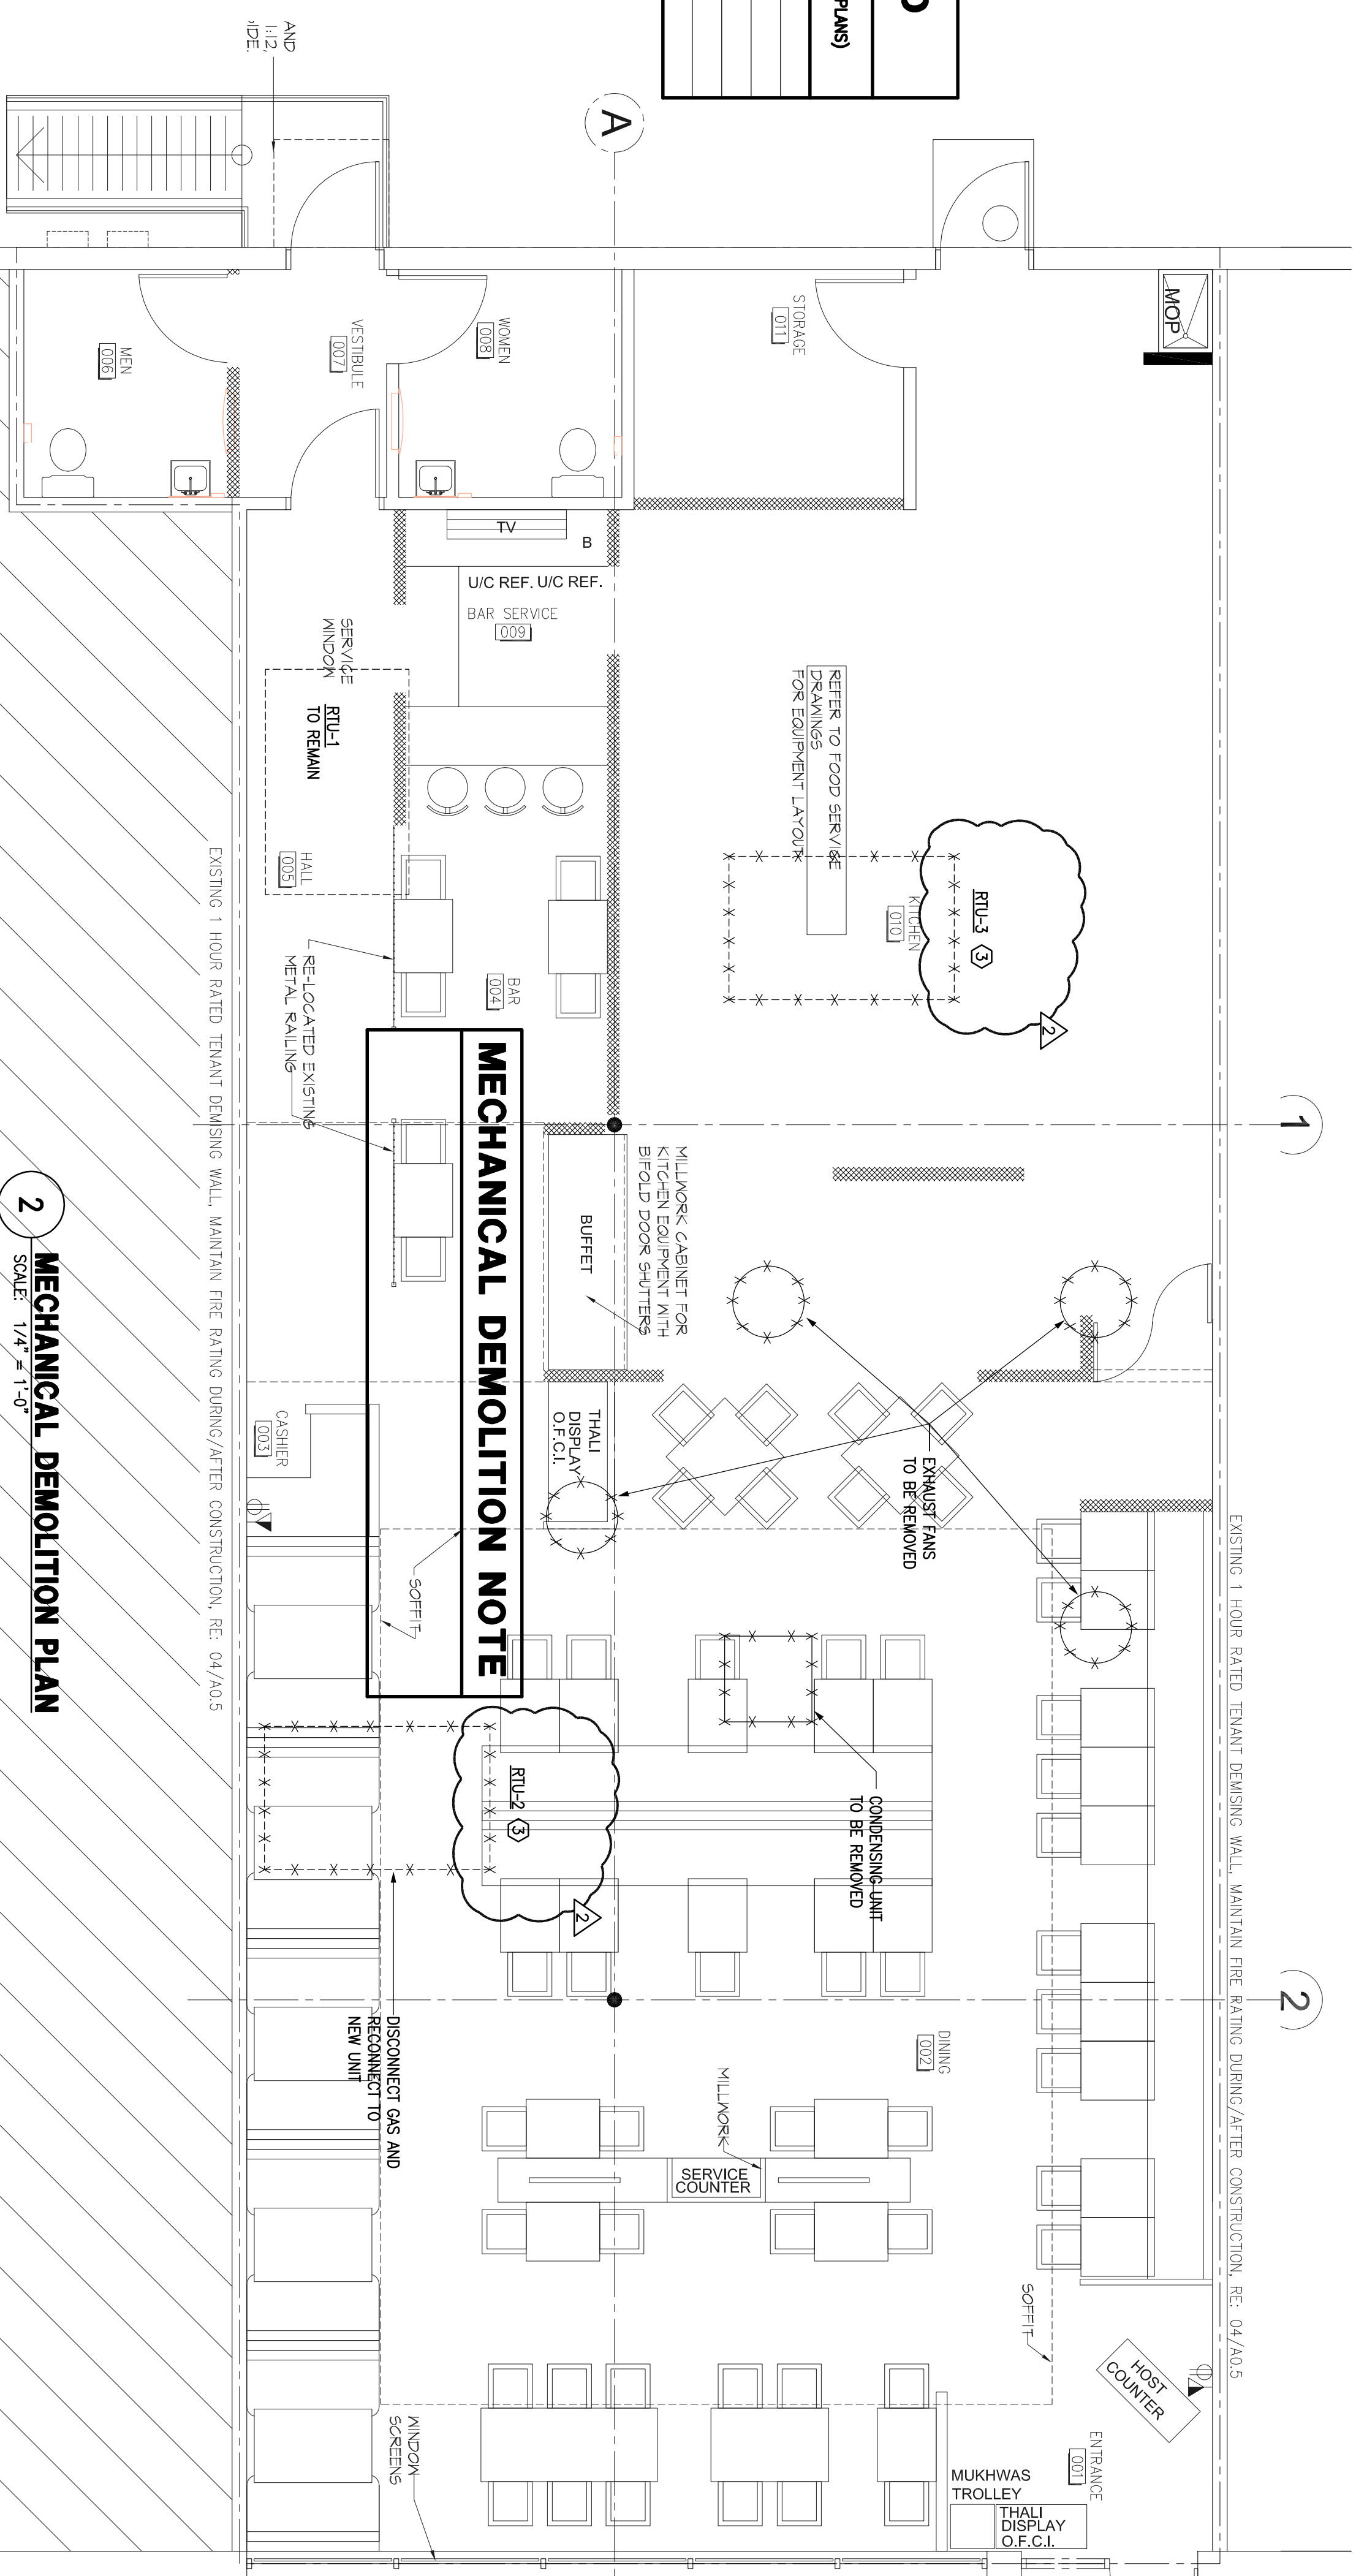 D
PLANS)
AND
1:12,
IDE.
A
1
2
MOP
STORAGE
011
WOMEN
008
VESTIBULE
007
MEN
006
TV
B
U/C REF. U/C REF.
BAR SERVICE
009
SERVICE
WINDOW
RTU-1
TO REMAIN
HALL
005
REFER TO FOOD SERVICE
DRAWINGS
FOR EQUIPMENT LAYOUT
RTU-3 3
KITCHEN
010
2
BAR
004
RE-LOCATED EXISTING
METAL RAILING
MECHANICAL DEMOLITION NOTE
MILLWORK CABINET FOR
KITCHEN EQUIPMENT WITH
BIFOLD DOOR SHUTTERS
BUFFET
THALI
DISPLAY
O.F.C.I.
CASHIER
003
SOFFIT
EXHAUST FANS
TO BE REMOVED
CONDENSING UNIT
TO BE REMOVED
RTU-2 3
2
DISCONNECT GAS AND
RECONNECT TO
NEW UNIT
DINING
002
MILLWORK
SERVICE
COUNTER
SOFFIT
HOST
COUNTER
ENTRANCE
001
MUKHWAS
TROLLEY
THALI
DISPLAY
O.F.C.I.
WINDOW
SCREENS
EXISTING 1 HOUR RATED TENANT DEMISING WALL, MAINTAIN FIRE RATING DURING/AFTER CONSTRUCTION, RE: 04/A0.5
EXISTING 1 HOUR RATED TENANT DEMISING WALL, MAINTAIN FIRE RATING DURING/AFTER CONSTRUCTION, RE: 04/A0.5
2
MECHANICAL DEMOLITION PLAN
SCALE: 1/4" = 1'-0"